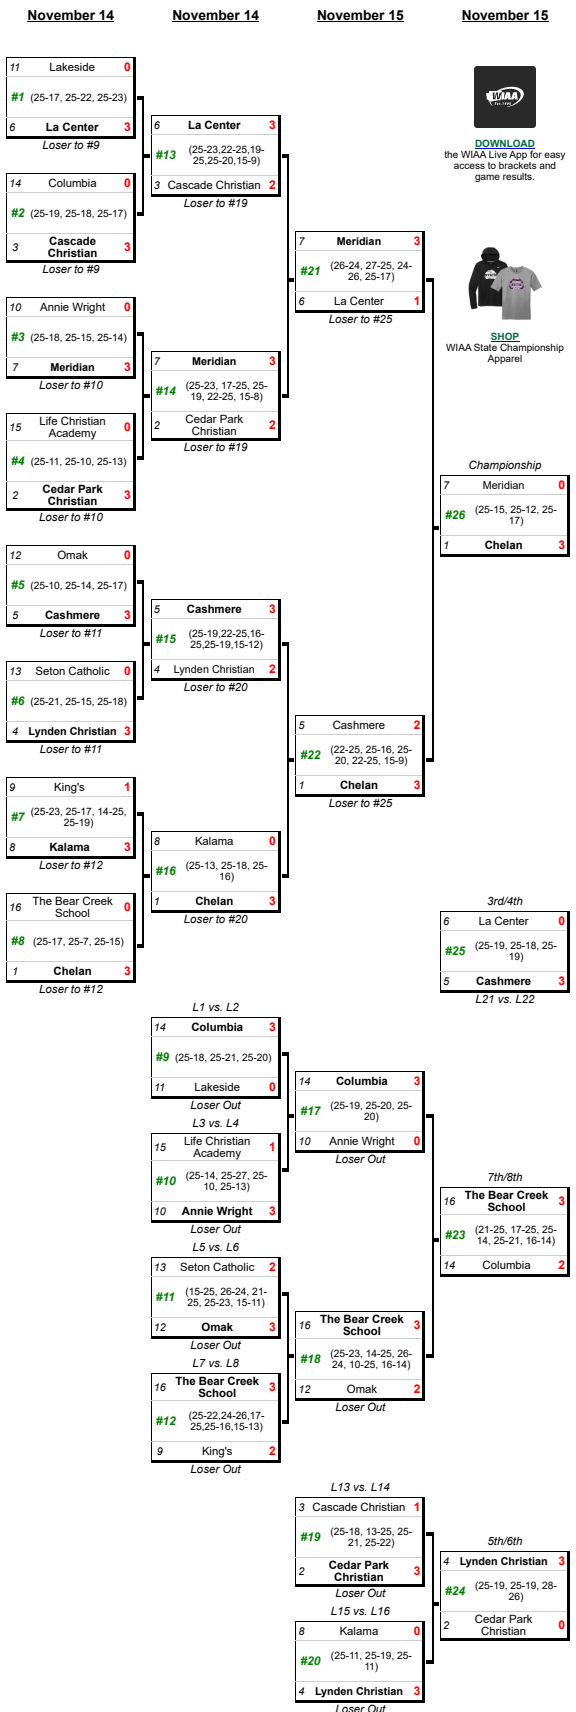 November 14
November 14
November 15
November 15
11 Lakeside 0
#1 (25-17, 25-22, 25-23)
6 La Center 3
Loser to #9
14 Columbia 0
#2 (25-19, 25-18, 25-17)
3 Cascade
Christian 3
Loser to #9
10 Annie Wright 0
#3 (25-18, 25-15, 25-14)
7 Meridian 3
Loser to #10
15 Life Christian
Academy 0
#4 (25-11, 25-10, 25-13)
2 Cedar Park
Christian 3
Loser to #10
12 Omak 0
#5 (25-10, 25-14, 25-17)
5 Cashmere 3
Loser to #11
13 Seton Catholic 0
#6 (25-21, 25-15, 25-18)
4 Lynden Christian 3
Loser to #11
9 King's 1
#7 (25-23, 25-17, 14-25,
25-19)
8 Kalama 3
Loser to #12
16 The Bear Creek
School 0
#8 (25-17, 25-7, 25-15)
1 Chelan 3
Loser to #12
6 La Center 3
#13 (25-23,22-25,19-
25,25-20,15-9)
3 Cascade Christian 2
Loser to #19
7 Meridian 3
#14 (25-23, 17-25, 25-
19, 22-25, 15-8)
2 Cedar Park
Christian 2
Loser to #19
5 Cashmere 3
#15 (25-19,22-25,16-
25,25-19,15-12)
4 Lynden Christian 2
Loser to #20
8 Kalama 0
#16 (25-13, 25-18, 25-
16)
1 Chelan 3
Loser to #20
7 Meridian 3
#21 (26-24, 27-25, 24-
26, 25-17)
6 La Center 1
Loser to #25
5 Cashmere 2
#22 (22-25, 25-16, 25-
20, 22-25, 15-9)
1 Chelan 3
Loser to #25
WIAA
DOWNLOAD
the WIAA Live App for easy
access to brackets and
game results.
SHOP
WIAA State Championship
Apparel
Championship
7 Meridian 0
#26 (25-15, 25-12, 25-
17)
1 Chelan 3
3rd/4th
6 La Center 0
#25 (25-19, 25-18, 25-
19)
5 Cashmere 3
L21 vs. L22
L1 vs. L2
14 Columbia 3
#9 (25-18, 25-21, 25-20)
11 Lakeside 0
Loser Out
L3 vs. L4
15 Life Christian
Academy 1
#10 (25-14, 25-27, 25-
10, 25-13)
10 Annie Wright 3
Loser Out
L5 vs. L6
13 Seton Catholic 2
#11 (15-25, 26-24, 21-
25, 25-23, 15-11)
12 Omak 3
Loser Out
L7 vs. L8
16 The Bear Creek
School 3
#12 (25-22,24-26,17-
25,25-16,15-13)
9 King's 2
Loser Out
14 Columbia 3
#17 (25-19, 25-20, 25-
20)
10 Annie Wright 0
Loser Out
16 The Bear Creek
School 3
#18 (25-23, 14-25, 26-
24, 10-25, 16-14)
12 Omak 2
Loser Out
7th/8th
16 The Bear Creek
School 3
#23 (21-25, 17-25, 25-
14, 25-21, 16-14)
14 Columbia 2
L13 vs. L14
3 Cascade Christian 1
#19 (25-18, 13-25, 25-
21, 25-22)
2 Cedar Park
Christian 3
Loser Out
L15 vs. L16
8 Kalama 0
#20 (25-11, 25-19, 25-
11)
4 Lynden Christian 3
Loser Out
5th/6th
4 Lynden Christian 3
#24 (25-19, 25-19, 28-
26)
2 Cedar Park
Christian 0